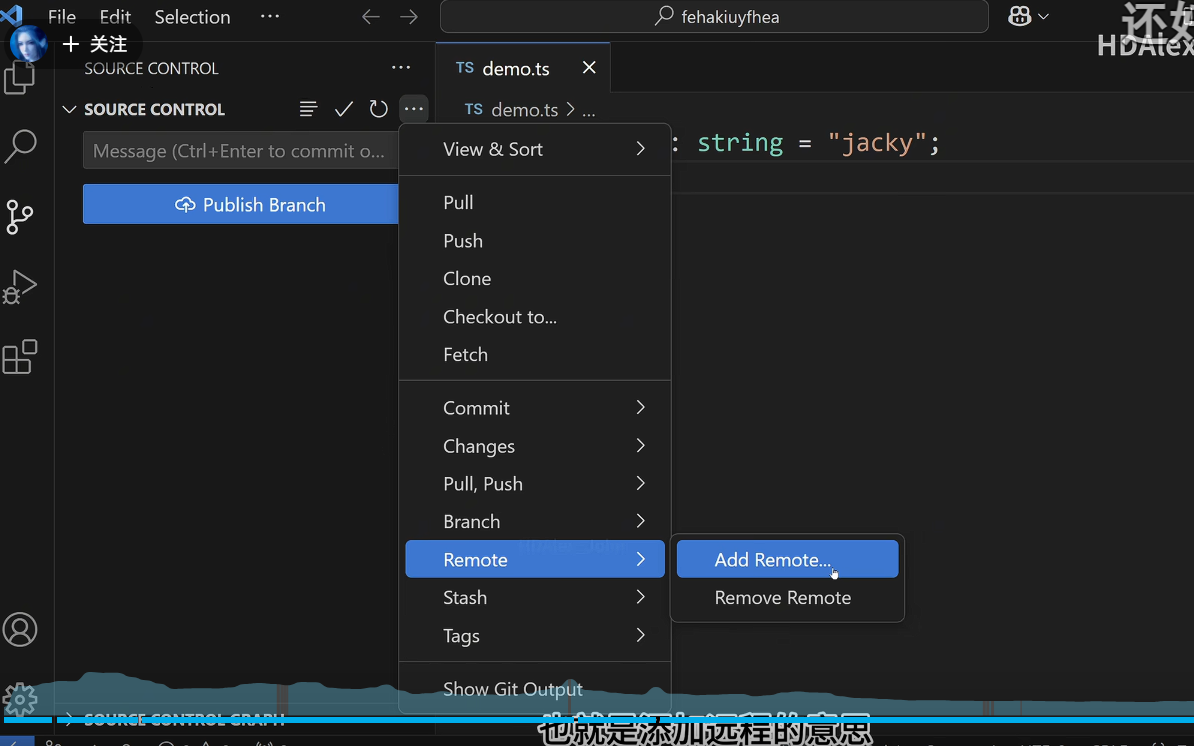 File Edit Selection ...
fehakiuyfhea
还好
HDAlex
+ 关注
SOURCE CONTROL ...
TS demo.ts ×
SOURCE CONTROL ...
TS demo.ts > ...
Message (Ctrl+Enter to commit o...
: string = "jacky";
View & Sort >
Publish Branch
Pull
Push
Clone
Checkout to...
Fetch
Commit >
Changes >
Pull, Push >
Branch >
Remote >
Add Remote...
Stash >
Remove Remote
Tags >
Show Git Output
SOURCE CONTROL GRAPH
也就是添加远程的意思